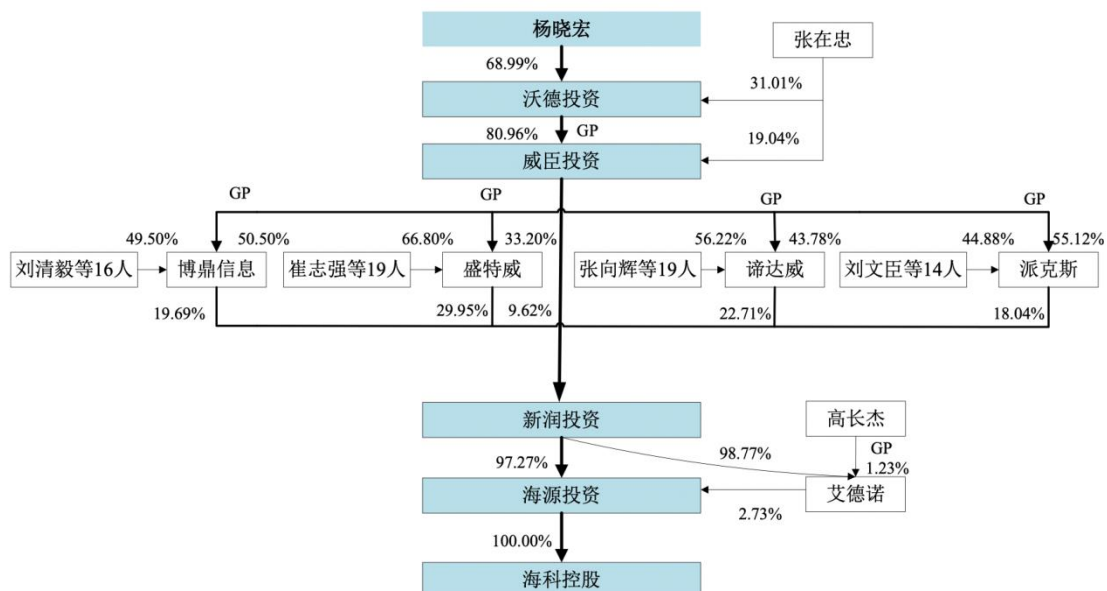 杨晓宏
张在忠
68.99%
31.01%
沃德投资
80.96%
GP
19.04%
威臣投资
GP
GP
GP
GP
49.50%
50.50%
66.80%
33.20%
56.22%
43.78%
44.88%
55.12%
刘清毅等16人
博鼎信息
崔志强等19人
盛特威
张向辉等19人
谛达威
刘文臣等14人
派克斯
19.69%
29.95%
9.62%
22.71%
18.04%
新润投资
高长杰
97.27%
98.77%
GP
1.23%
海源投资
艾德诺
2.73%
100.00%
海科控股